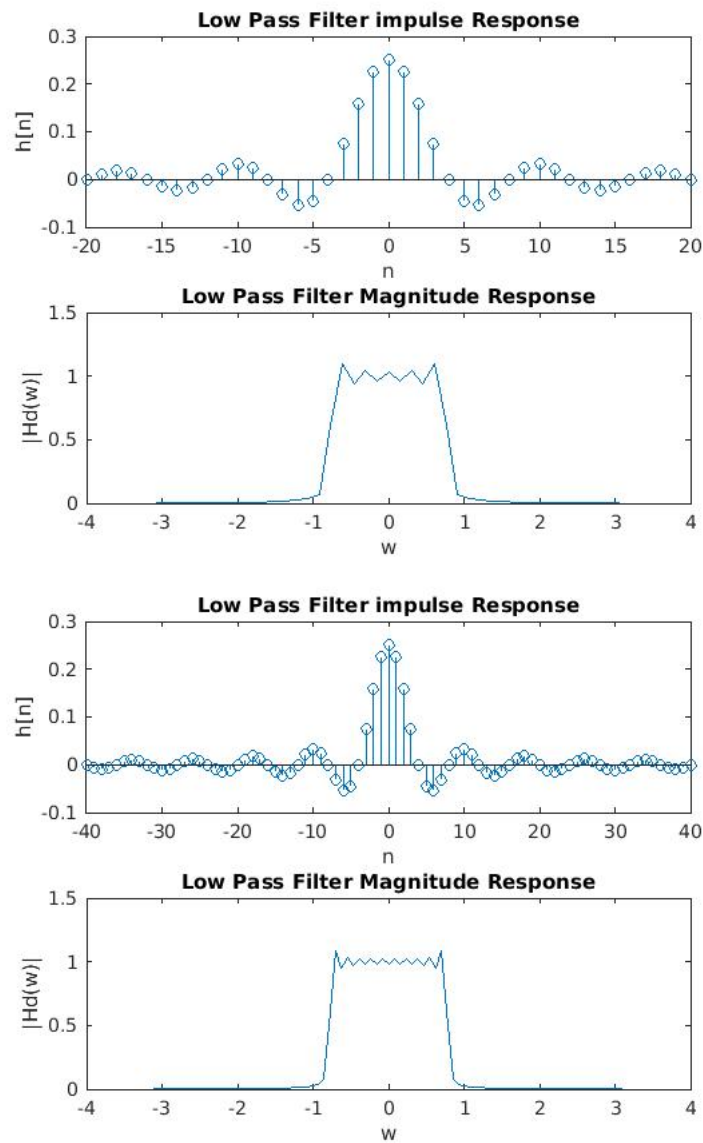 Low Pass Filter impulse Response
0.3
0.2
0.1
0
-0.1
h[n]
-20 -15 -10 -5 0 5 10 15 20
n
Low Pass Filter Magnitude Response
1.5
1
0.5
0
|Hd(w)|
-4 -3 -2 -1 0 1 2 3 4
w
Low Pass Filter impulse Response
0.3
0.2
0.1
0
-0.1
h[n]
-40 -30 -20 -10 0 10 20 30 40
n
Low Pass Filter Magnitude Response
1.5
1
0.5
0
|Hd(w)|
-4 -3 -2 -1 0 1 2 3 4
w